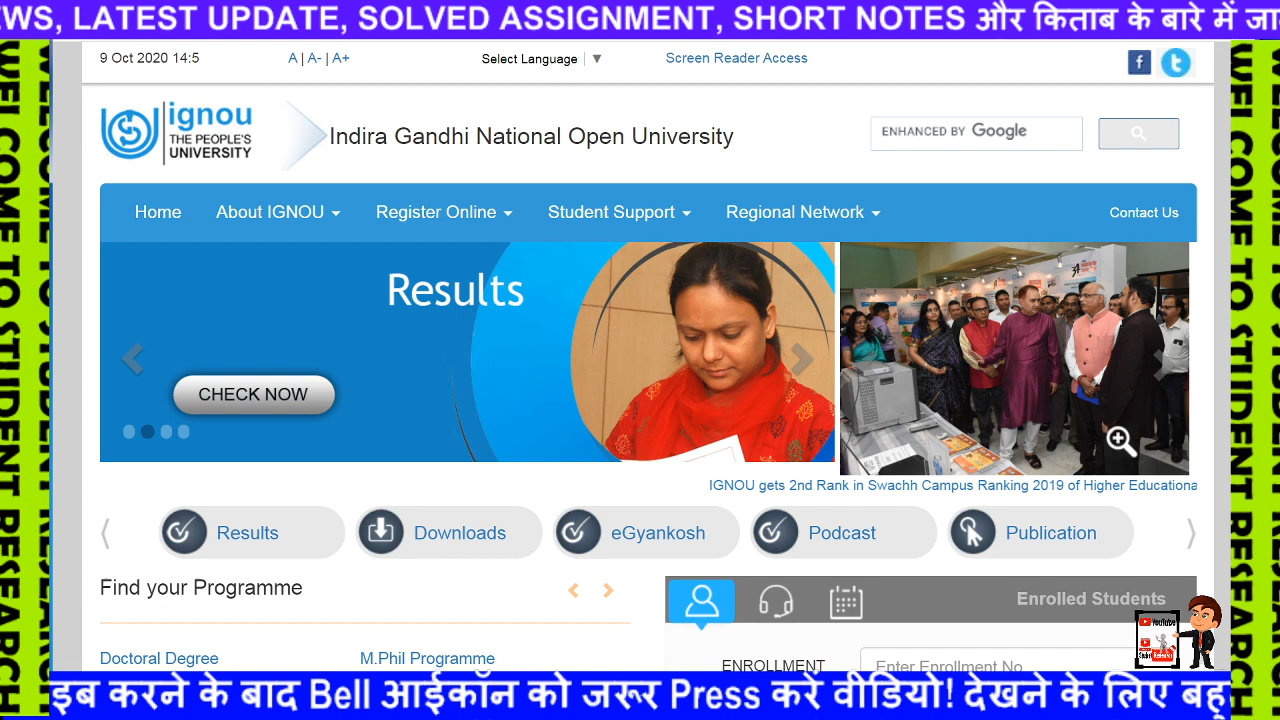 EWS, LATEST UPDATE, SOLVED ASSIGNMENT, SHORT NOTES और किताब के बारे में जा
9 Oct 2020 14:5 A | A- | A+ Select Language ▼ Screen Reader Access
ignou
THE PEOPLE'S
UNIVERSITY
Indira Gandhi National Open University
ENHANCED BY Google
Home About IGNOU Register Online Student Support Regional Network Contact Us
Results
CHECK NOW
IGNOU gets 2nd Rank in Swachh Campus Ranking 2019 of Higher Educationa
Results Downloads eGyankosh Podcast Publication
Find your Programme
Enrolled Students
Doctoral Degree M.Phil Programme
ENROLLMENT Enter Enrollment No
YouTube
WELCOME TO STUDENT RESEARCH
WELCOME TO STUDENT RESEARCH
इब करने के बाद Bell आईकॉन को जरूर Press करें वीडियो! देखने के लिए बहु